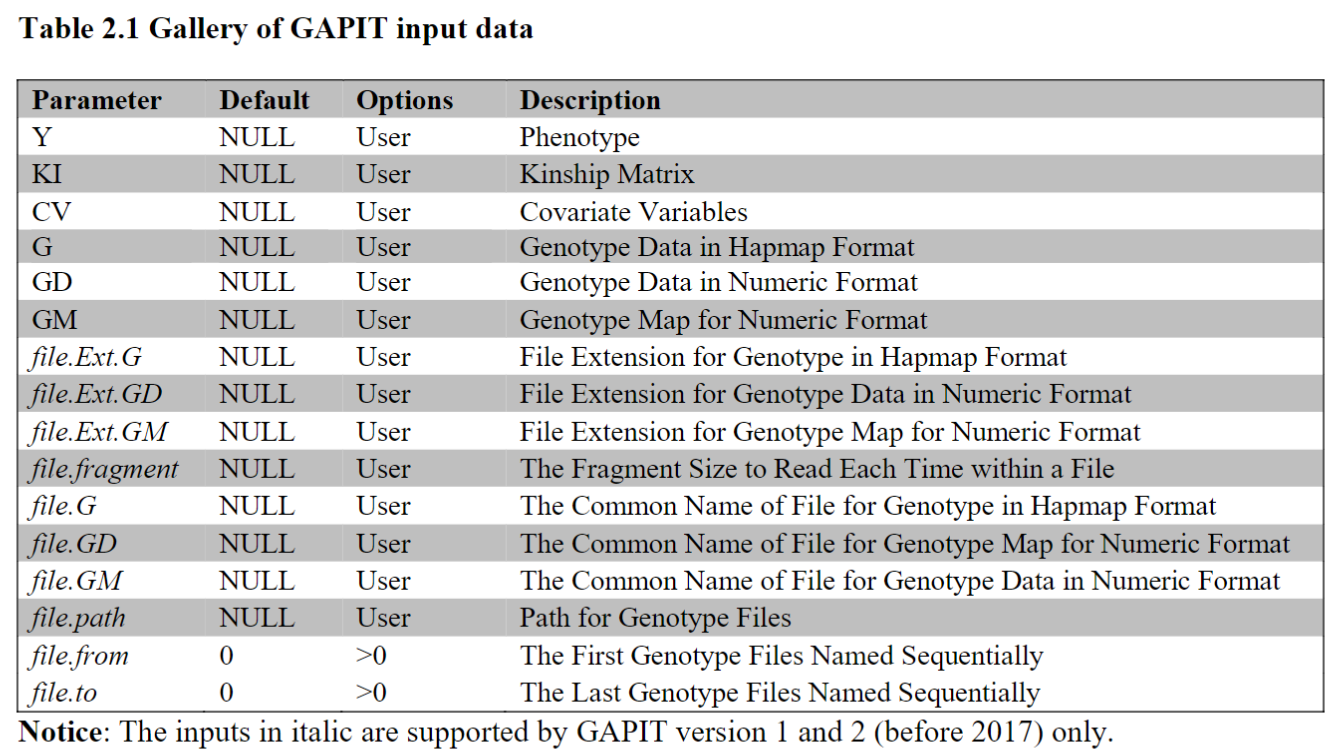 Table 2.1 Gallery of GAPIT input data
Parameter Default Options Description
Y NULL User Phenotype
KI NULL User Kinship Matrix
CV NULL User Covariate Variables
G NULL User Genotype Data in Hapmap Format
GD NULL User Genotype Data in Numeric Format
GM NULL User Genotype Map for Numeric Format
file.Ext.G NULL User File Extension for Genotype in Hapmap Format
file.Ext.GD NULL User File Extension for Genotype Data in Numeric Format
file.Ext.GM NULL User File Extension for Genotype Map for Numeric Format
file.fragment NULL User The Fragment Size to Read Each Time within a File
file.G NULL User The Common Name of File for Genotype in Hapmap Format
file.GD NULL User The Common Name of File for Genotype Map for Numeric Format
file.GM NULL User The Common Name of File for Genotype Data in Numeric Format
file.path NULL User Path for Genotype Files
file.from 0 >0 The First Genotype Files Named Sequentially
file.to 0 >0 The Last Genotype Files Named Sequentially
Notice: The inputs in italic are supported by GAPIT version 1 and 2 (before 2017) only.